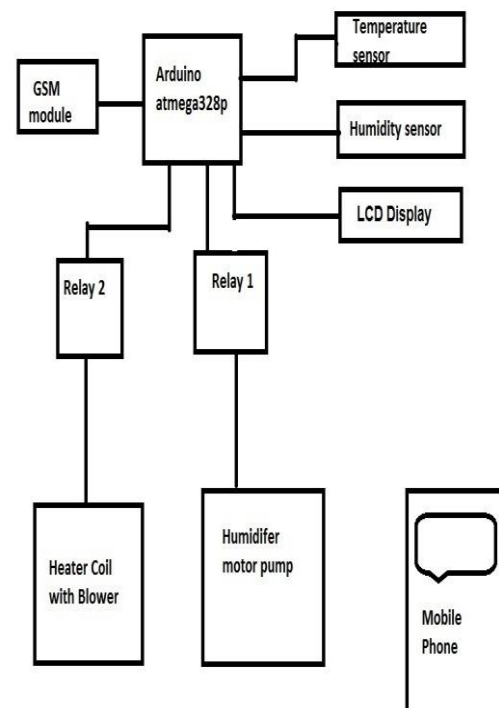 Temperature
sensor
Arduino
atmega328p
GSM
module
Humidity sensor
LCD Display
Relay 2
Relay 1
Heater Coil
with Blower
Humidifer
motor pump
Mobile
Phone